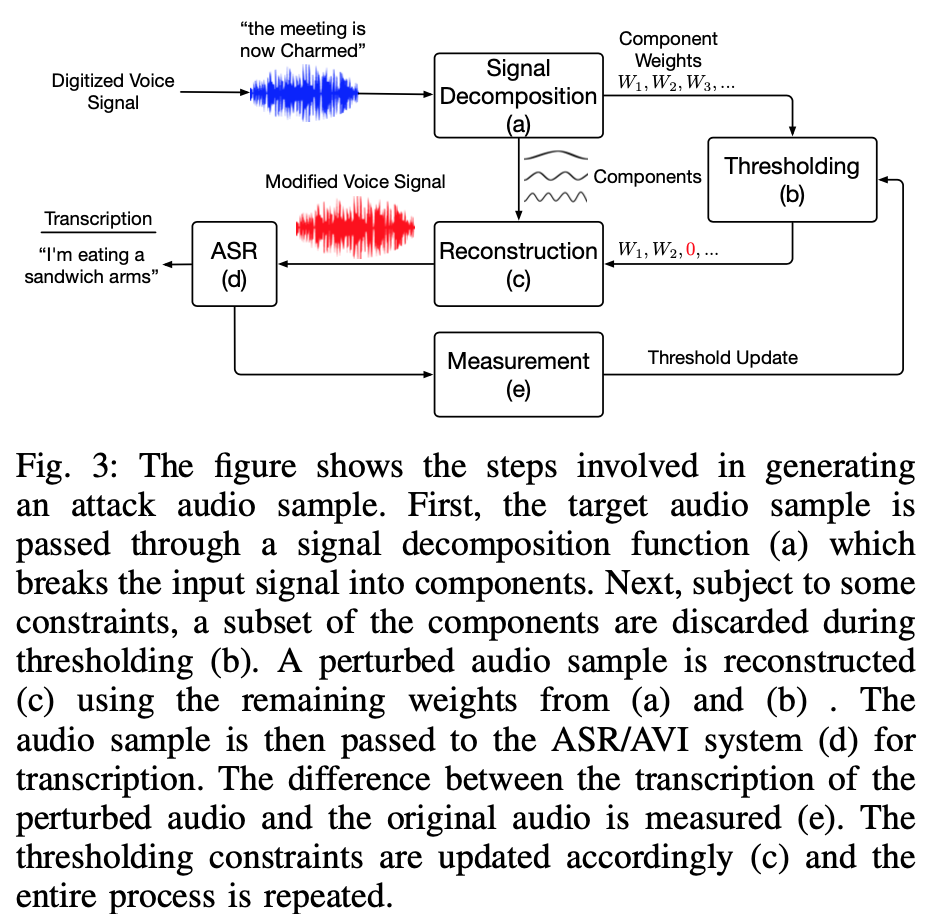 “the meeting is
now Charmed”
Digitized Voice
Signal
Signal
Decomposition
(a)
Component
Weights
W₁, W₂, W₃, ...
Thresholding
(b)
Components
Modified Voice Signal
Transcription
“I'm eating a
sandwich arms”
ASR
(d)
Reconstruction
(c)
W₁, W₂, 0, ...
Measurement
(e)
Threshold Update
Fig. 3: The figure shows the steps involved in generating
an attack audio sample. First, the target audio sample is
passed through a signal decomposition function (a) which
breaks the input signal into components. Next, subject to some
constraints, a subset of the components are discarded during
thresholding (b). A perturbed audio sample is reconstructed
(c) using the remaining weights from (a) and (b) . The
audio sample is then passed to the ASR/AVI system (d) for
transcription. The difference between the transcription of the
perturbed audio and the original audio is measured (e). The
thresholding constraints are updated accordingly (c) and the
entire process is repeated.